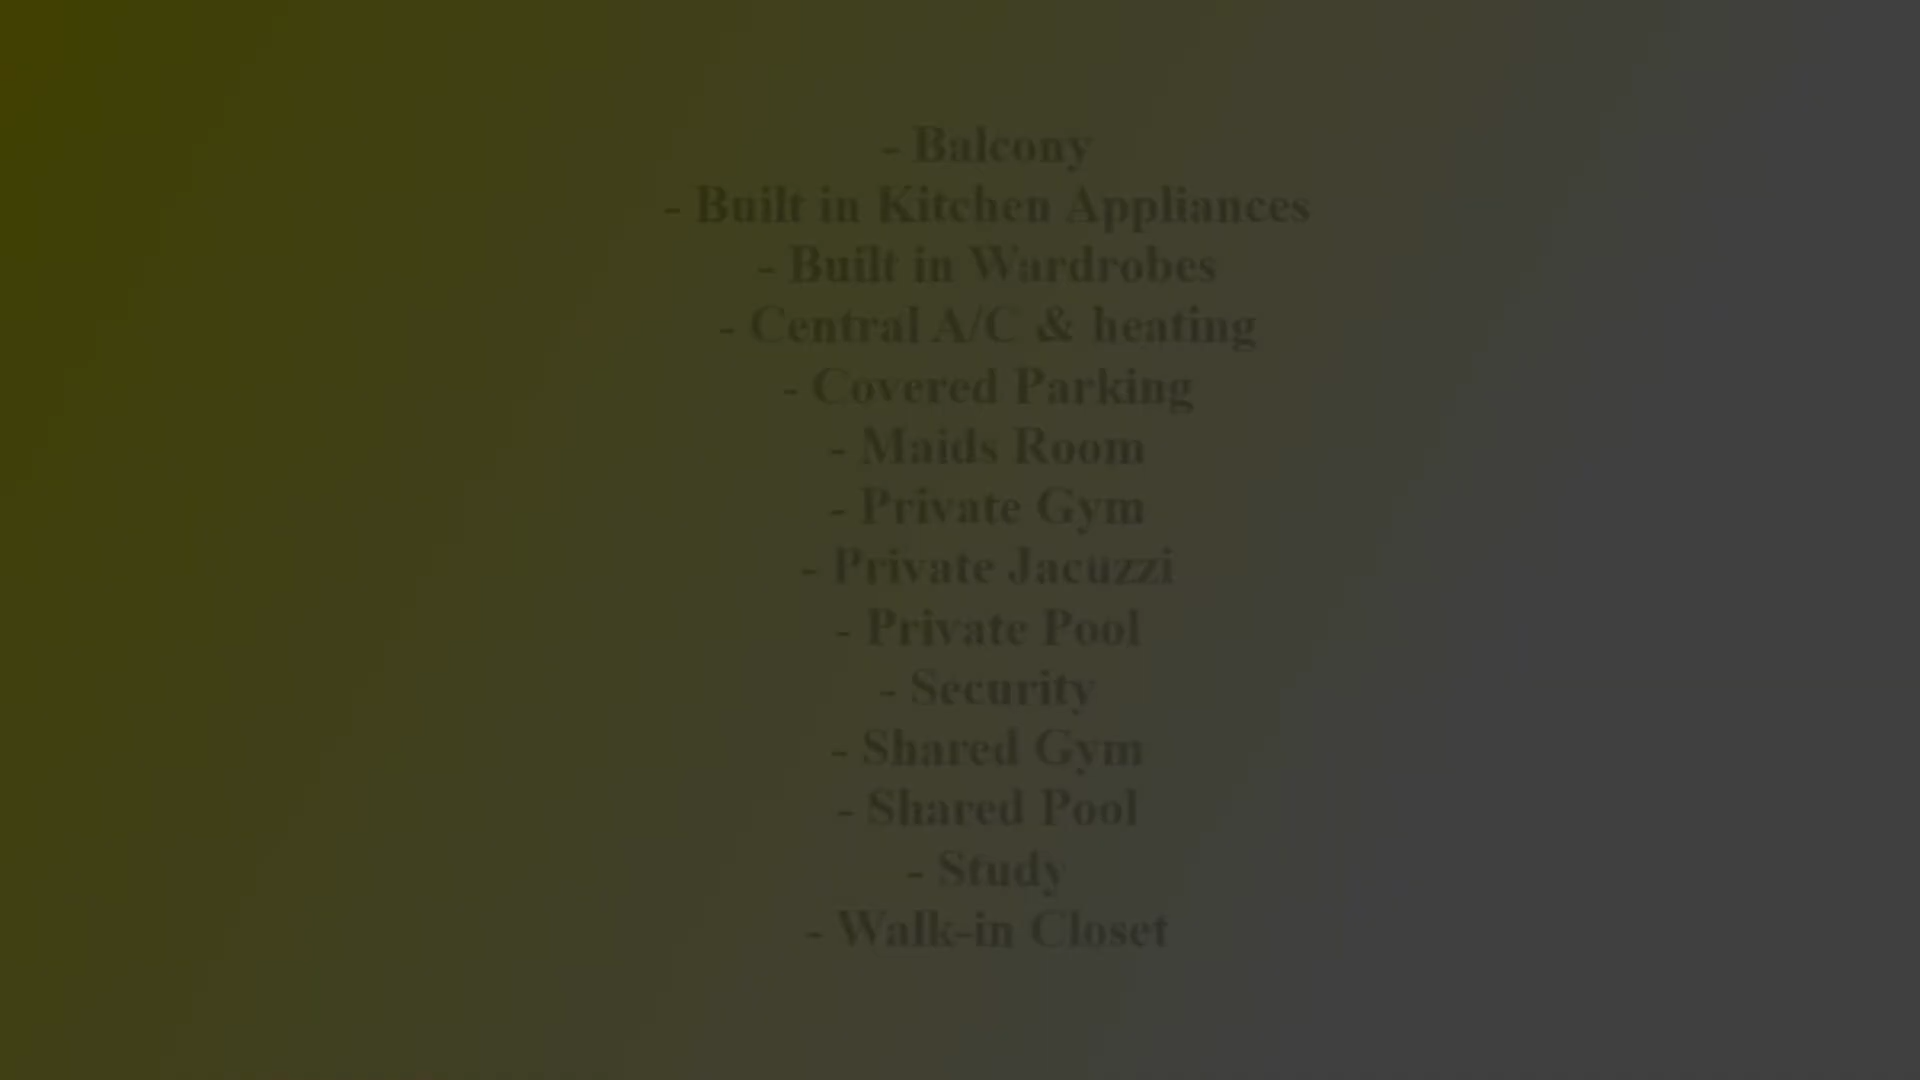 - Balcony
- Built in Kitchen Appliances
- Built in Wardrobes
- Central A/C & heating
- Covered Parking
- Maids Room
- Private Gym
- Private Jacuzzi
- Private Pool
- Security
- Shared Gym
- Shared Pool
- Study
- Walk-in Closet